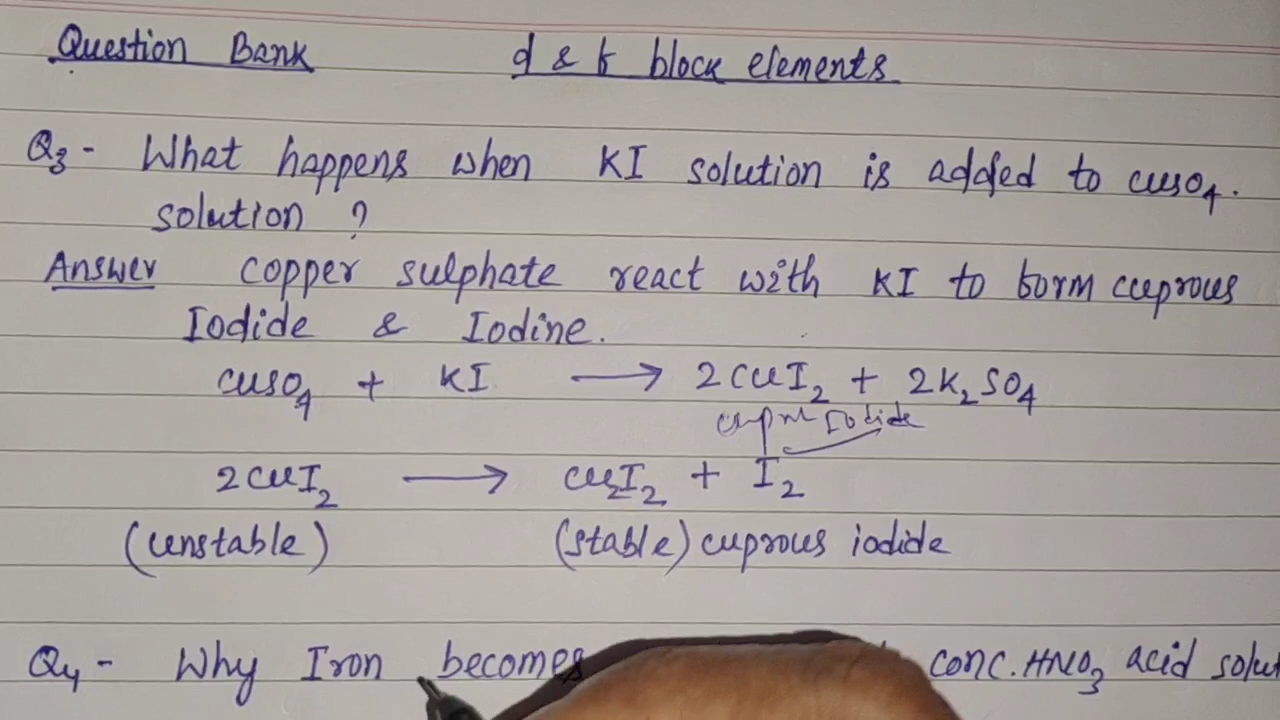 Question Bank d & f block elements
Q3 - What happens when KI solution is added to CuSO4.
solution ?
Answer Copper sulphate react with KI to form cuprous
Iodide & Iodine.
CuSO4 + KI ⟶ 2CuI2 + 2K2SO4
Iodide
2CuI2 ⟶ Cu2I2 + I2
(unstable) (stable) cuprous iodide
Q4 - Why Iron becomes conc. HNO3 acid